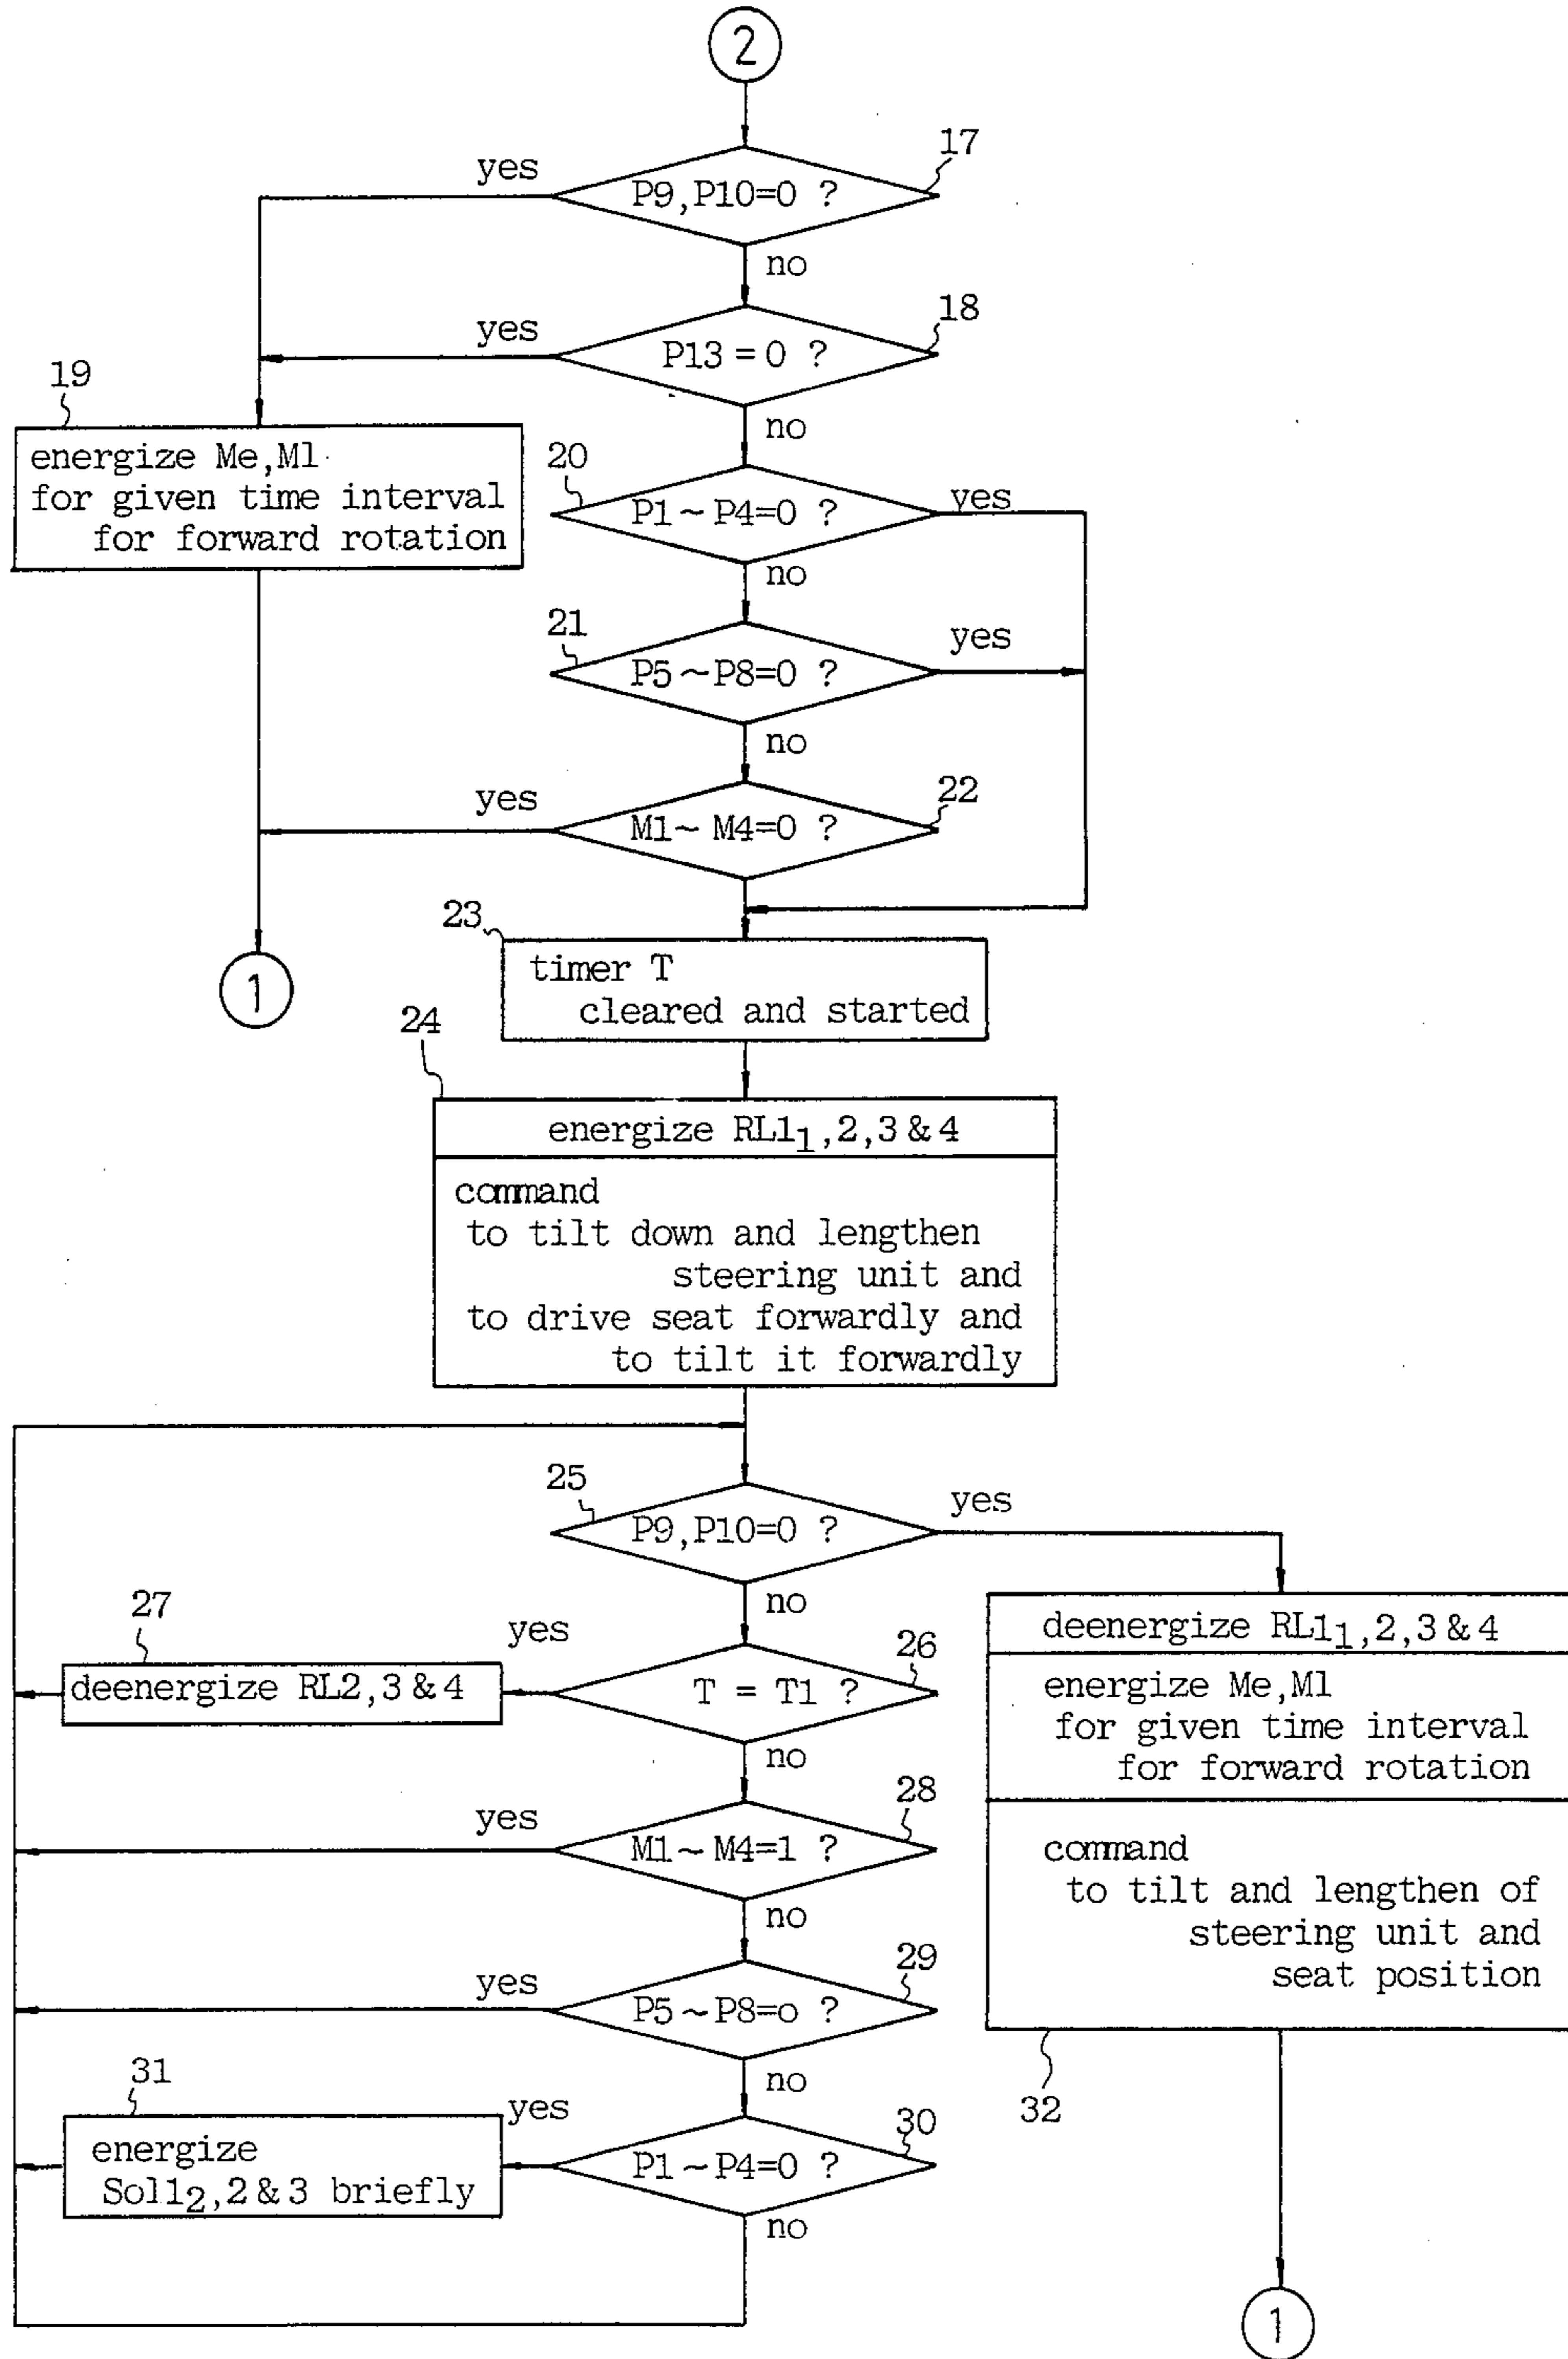 2
17
yes
P9,P10=0 ?
no
18
yes
P13=0 ?
no
19
energize Me,Ml
for given time interval
for forward rotation
20
P1~P4=0 ?
yes
no
21
P5~P8=0 ?
yes
no
22
yes
M1~M4=0 ?
23
timer T
cleared and started
1
24
energize RL1₁,2,3&4
command
to tilt down and lengthen
steering unit and
to drive seat forwardly and
to tilt it forwardly
25
P9,P10=0 ?
yes
no
27
yes
26
deenergize RL2,3&4
T = T1 ?
no
deenergize RL1₁,2,3&4
energize Me,Ml
for given time interval
for forward rotation
command
to tilt and lengthen of
steering unit and
seat position
32
28
yes
M1~M4=1 ?
no
29
yes
P5~P8=o ?
no
31
yes
30
energize
Sol1₂,2&3 briefly
P1~P4=0 ?
no
1